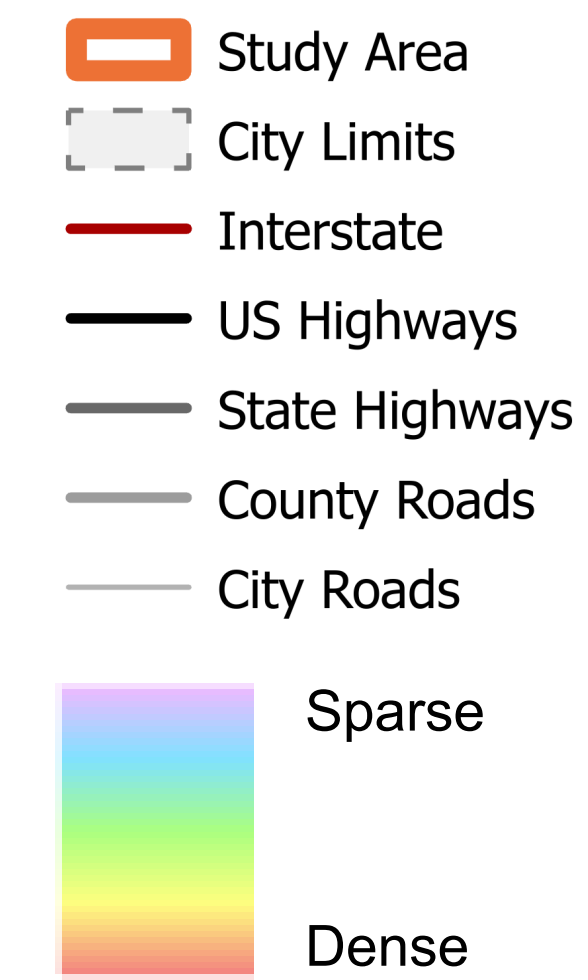 Study Area
City Limits
Interstate
US Highways
State Highways
County Roads
City Roads
Sparse
Dense